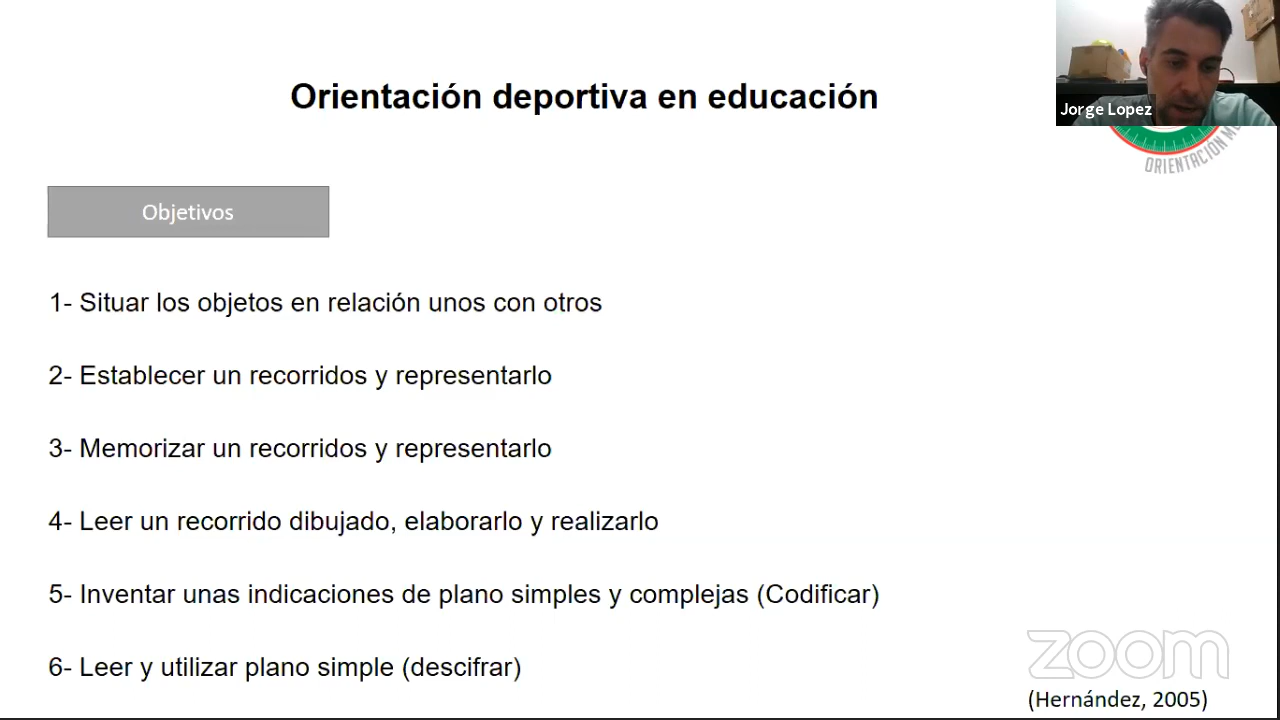 Orientación deportiva en educación
Jorge Lopez
ORIENTACIÓN
Objetivos
1- Situar los objetos en relación unos con otros
2- Establecer un recorridos y representarlo
3- Memorizar un recorridos y representarlo
4- Leer un recorrido dibujado, elaborarlo y realizarlo
5- Inventar unas indicaciones de plano simples y complejas (Codificar)
6- Leer y utilizar plano simple (descifrar)
zoom
(Hernández, 2005)